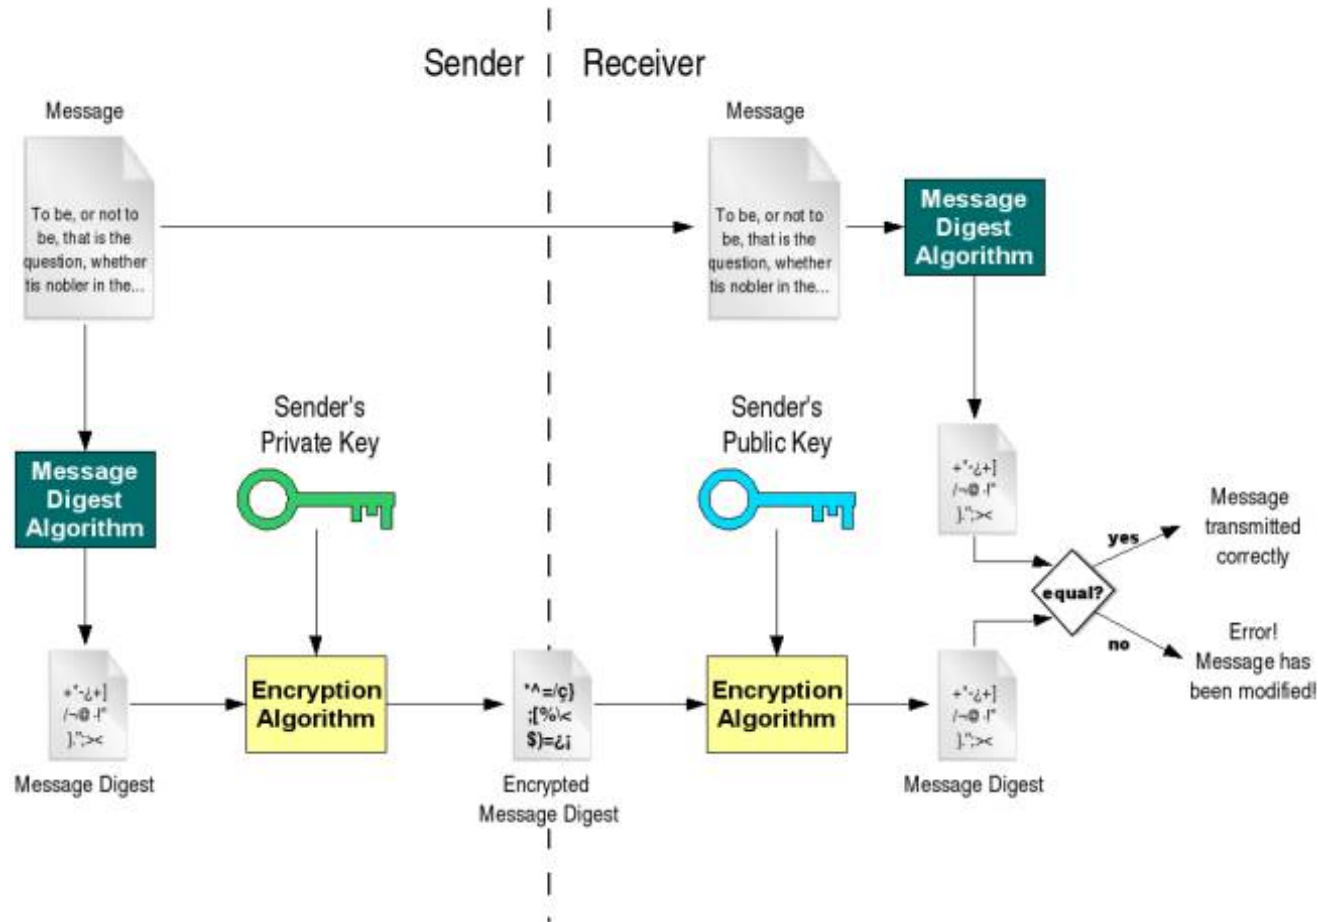 Sender
Receiver
Message
To be, or not to
be, that is the
question, whether
tis nobler in the...
Message
To be, or not to
be, that is the
question, whether
tis nobler in the...
Message
Digest
Algorithm
Sender's
Private Key
Sender's
Public Key
Message
Digest
Algorithm
+*-¿+]
/¬@ -!"
}.";><
Message
transmitted
correctly
yes
equal?
no
Error!
Message has
been modified!
+*-¿+]
/¬@ -!"
}.";><
Message Digest
Encryption
Algorithm
*^=/ç}
;[%\<
$)=¿¡
Encrypted
Message Digest
Encryption
Algorithm
+*-¿+]
/¬@ -!"
}.";><
Message Digest